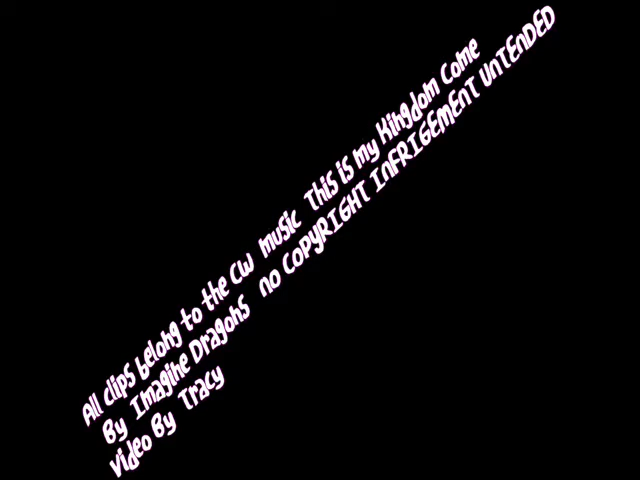 All clips belong to the CW music This is my Kingdom Come
By Imagine Dragons no COPYRIGHT INFRIGEMENT UNTENDED
Video By Tracy